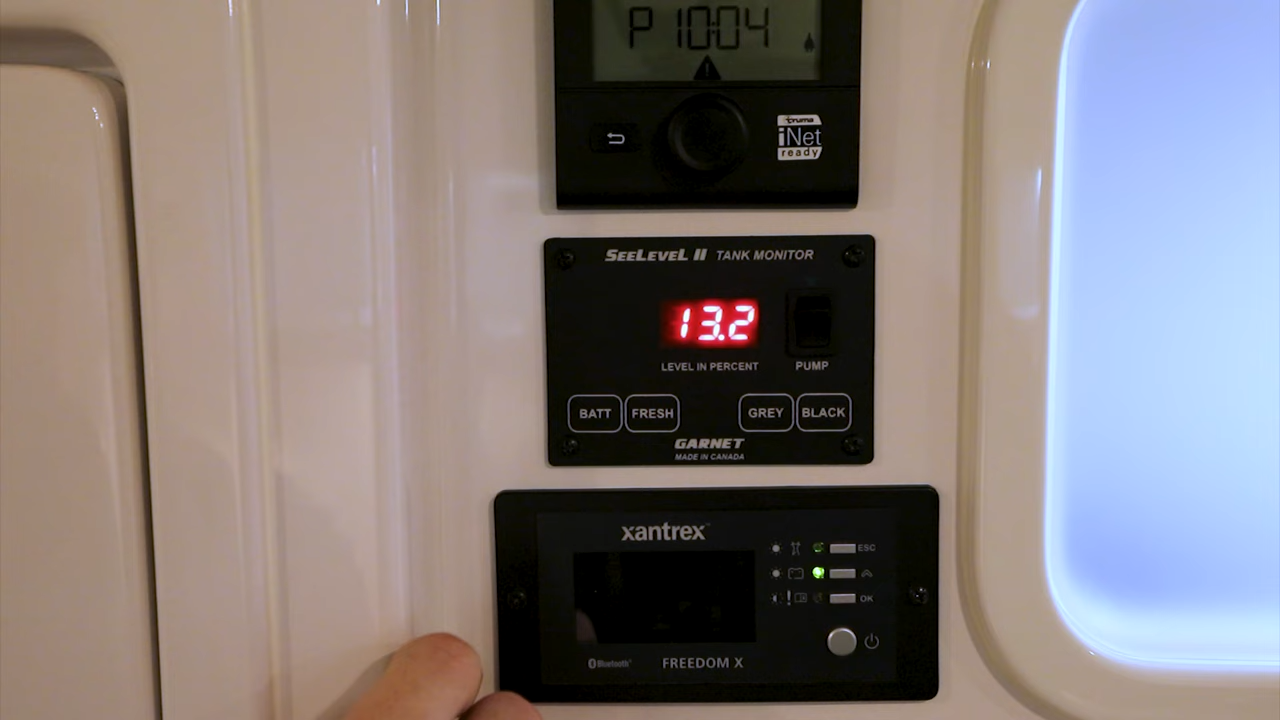 P 10:04
truma
iNet
ready
SEELEVEL II TANK MONITOR
13.2
LEVEL IN PERCENT
PUMP
BATT FRESH GREY BLACK
GARNET
MADE IN CANADA
xantrex
ESC
OK
Bluetooth
FREEDOM X